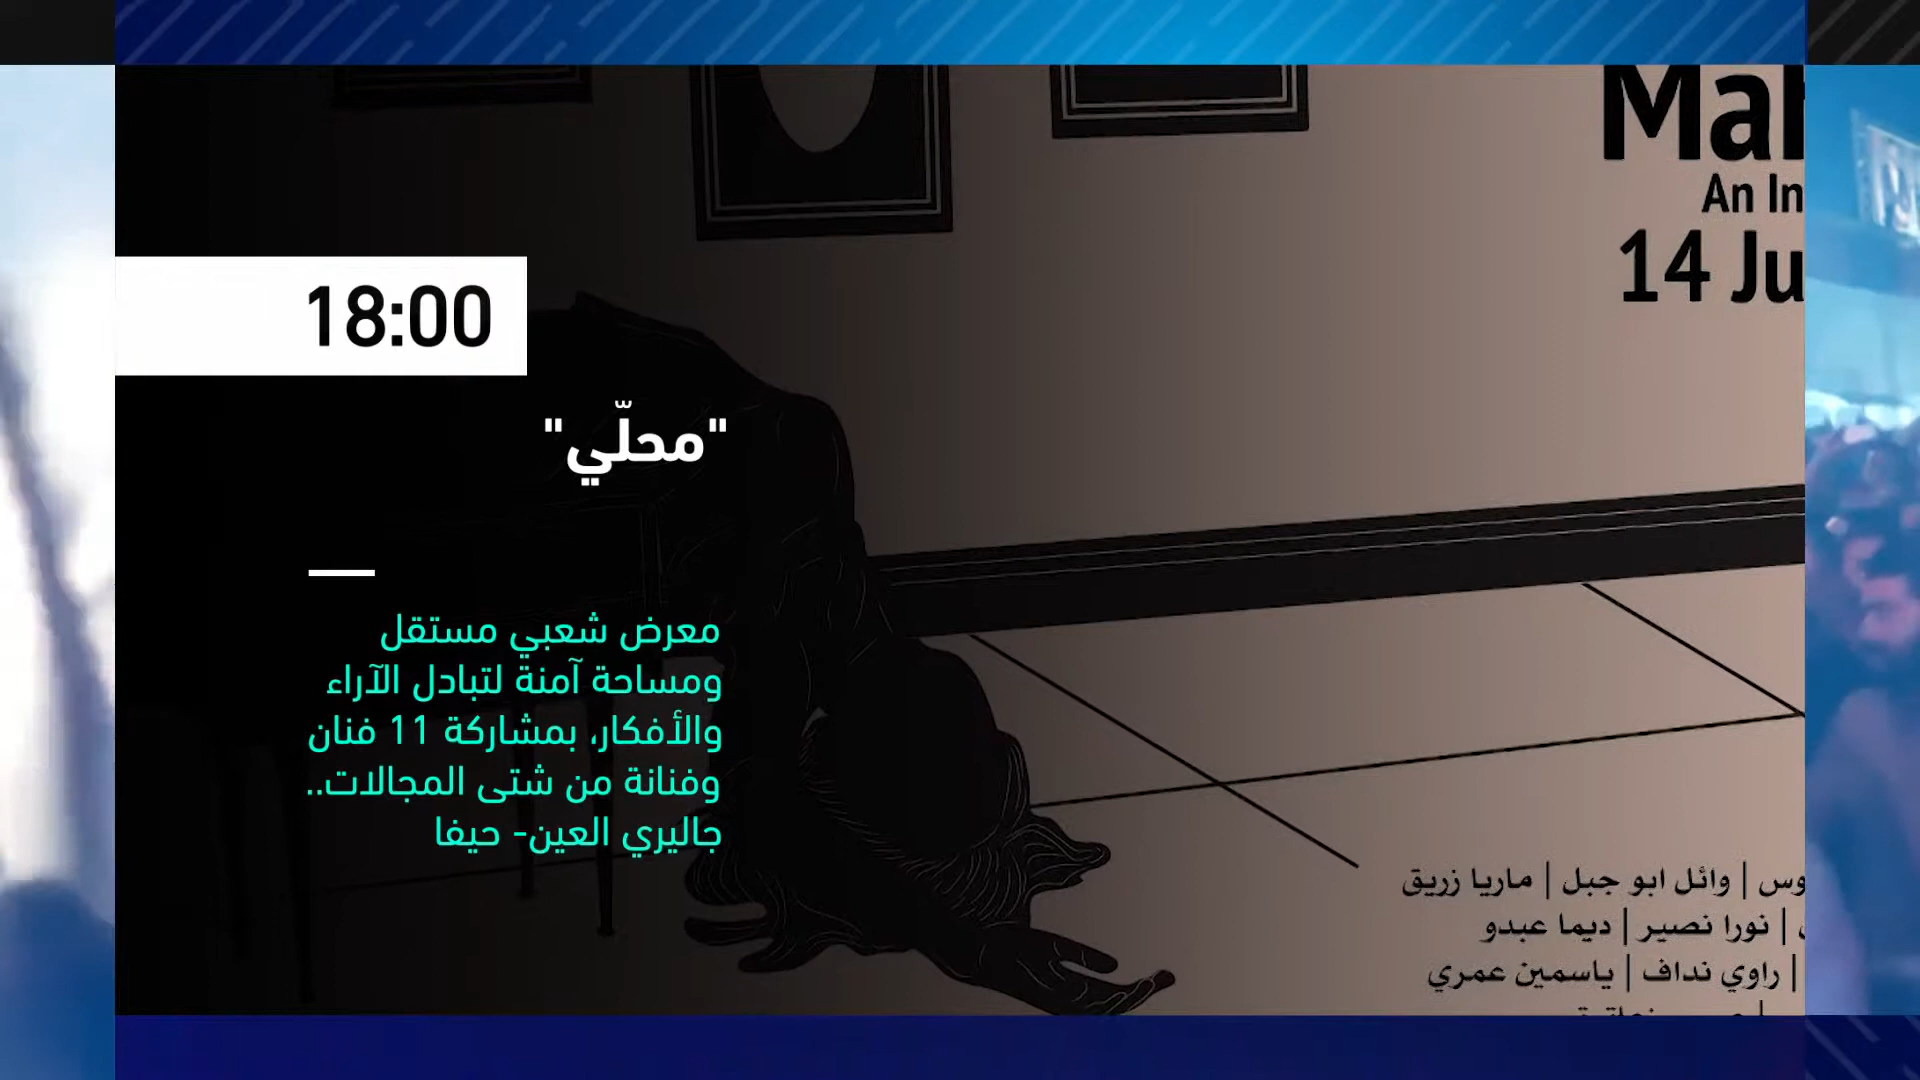 18:00
"محلّي"
معرض شعبي مستقل
ومساحة آمنة لتبادل الآراء
والأفكار، بمشاركة 11 فنان
وفنانة من شتى المجالات..
جاليري العين- حيفا
An In
14 Ju
وائل ابو جبل | ماريا زريق
| نورا نصير | ديما عبدو
| راوي نداف | ياسمين عمري